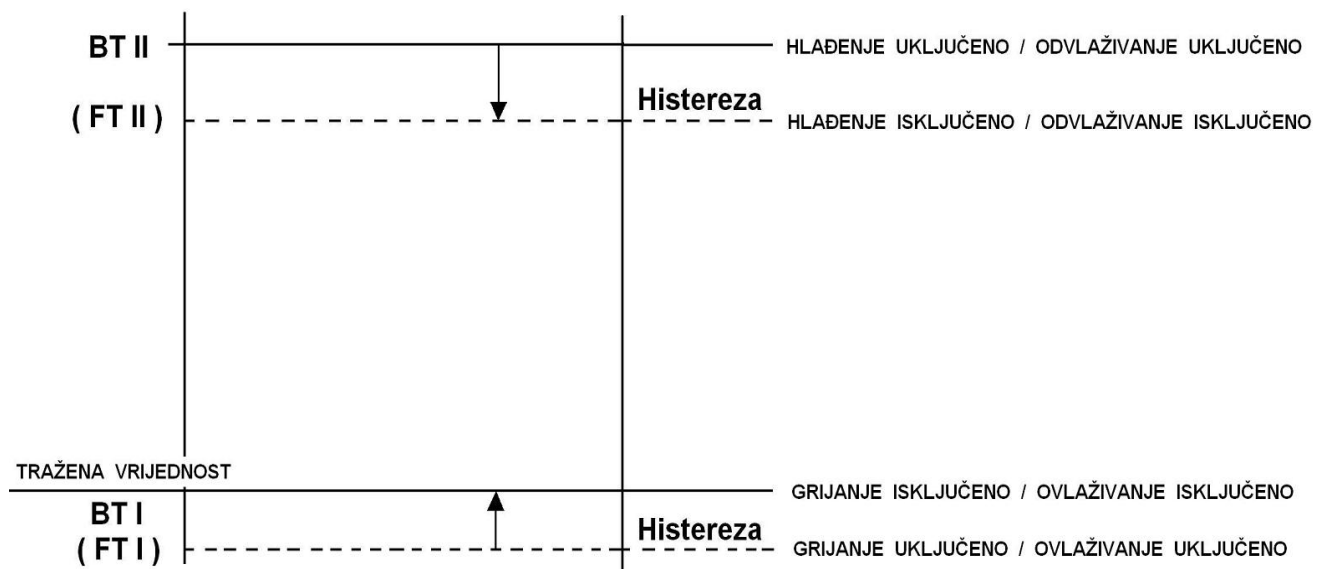 BT II
HLAĐENJE UKLJUČENO / ODVLAŽIVANJE UKLJUČENO
Histereza
( FT II )
HLAĐENJE ISKLJUČENO / ODVLAŽIVANJE ISKLJUČENO
TRAŽENA VRIJEDNOST
GRIJANJE ISKLJUČENO / OVLAŽIVANJE ISKLJUČENO
BT I
Histereza
( FT I )
GRIJANJE UKLJUČENO / OVLAŽIVANJE UKLJUČENO